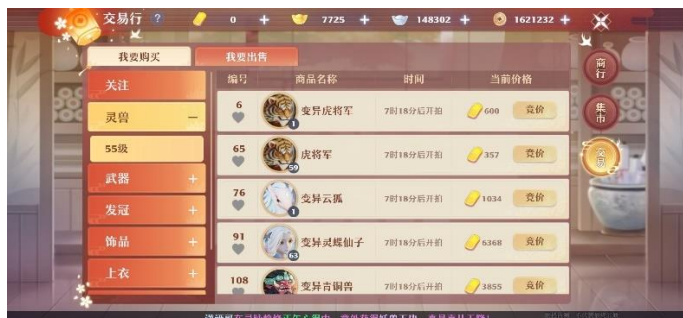 交易行 ? 0 + 7725 + 148302 + 1621232 +
我要购买 我要出售
关注
灵兽
55级
武器 +
发冠 +
饰品 +
上衣 +
编号 商品名称 时间 当前价格
6 1 变异虎将军 7时18分后开拍 600 竞价
65 59 虎将军 7时18分后开拍 357 竞价
76 1 变异云狐 7时18分后开拍 1034 竞价
91 63 变异灵蝶仙子 7时18分后开拍 6368 竞价
108 变异青铜兽 7时18分后开拍 3855 竞价
商行
集市